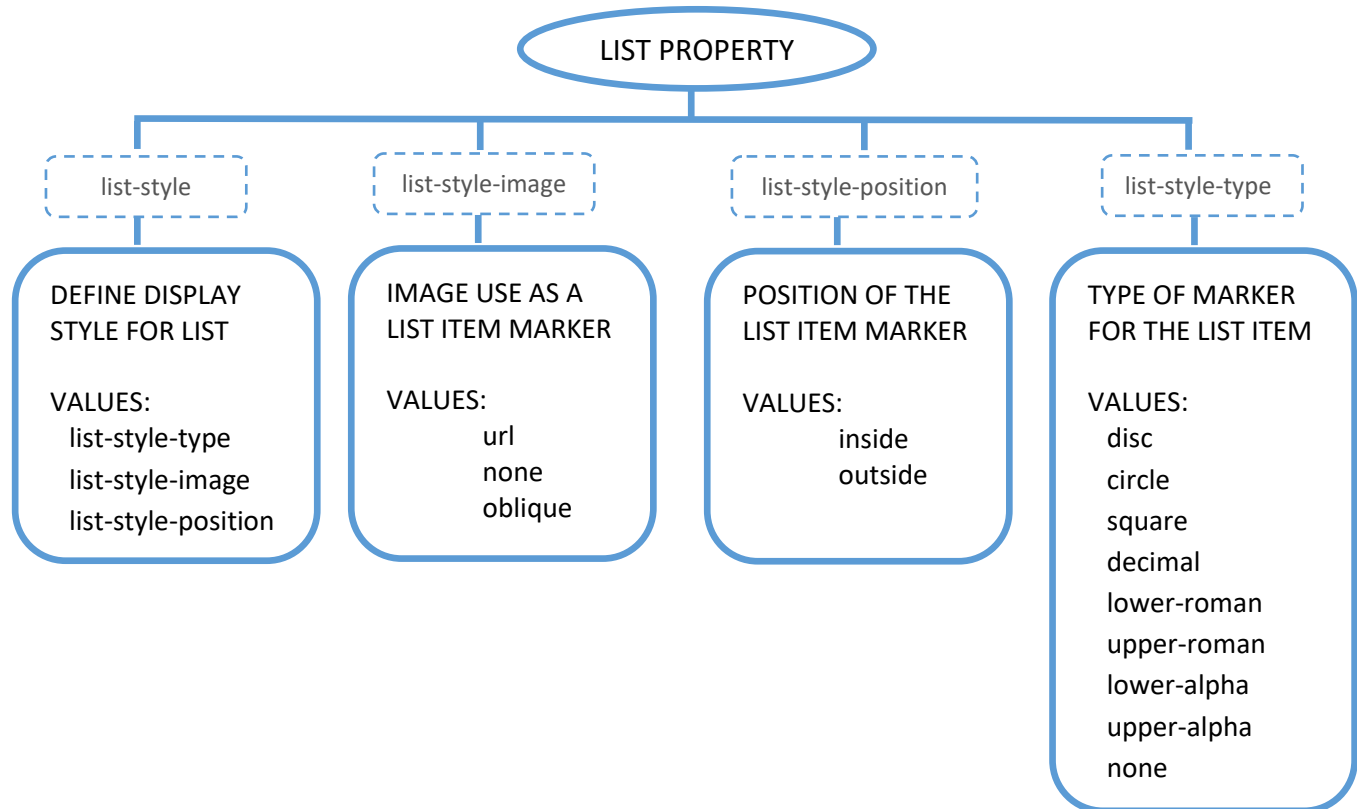 LIST PROPERTY
list-style
list-style-image
list-style-position
list-style-type
DEFINE DISPLAY
STYLE FOR LIST
VALUES:
list-style-type
list-style-image
list-style-position
IMAGE USE AS A
LIST ITEM MARKER
VALUES:
url
none
oblique
POSITION OF THE
LIST ITEM MARKER
VALUES:
inside
outside
TYPE OF MARKER
FOR THE LIST ITEM
VALUES:
disc
circle
square
decimal
lower-roman
upper-roman
lower-alpha
upper-alpha
none